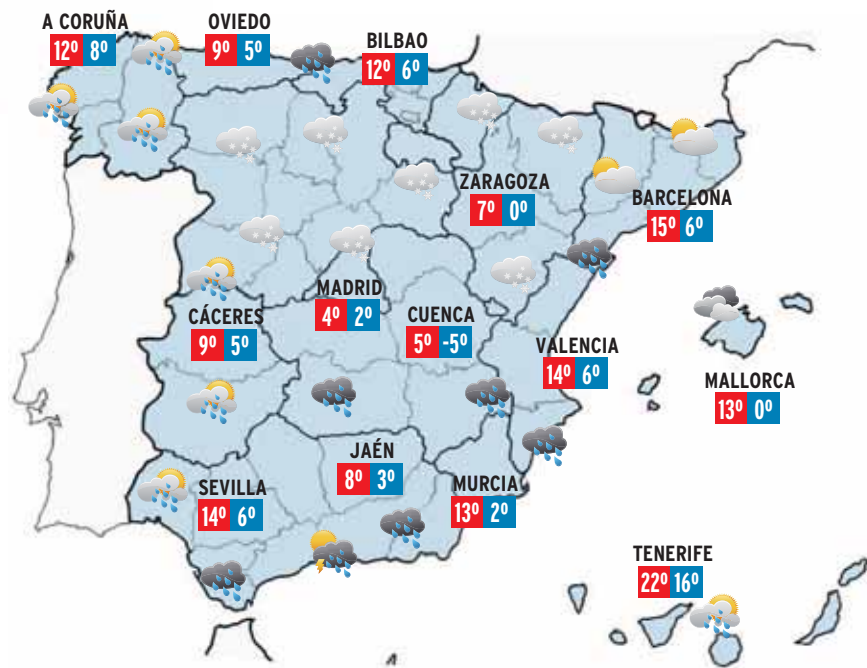 A CORUÑA
12º 8º
OVIEDO
9º 5º
BILBAO
12º 6º
ZARAGOZA
7º 0º
BARCELONA
15º 6º
MADRID
4º 2º
CÁCERES
9º 5º
CUENCA
5º -5º
VALENCIA
14º 6º
MALLORCA
13º 0º
JAÉN
8º 3º
SEVILLA
14º 6º
MURCIA
13º 2º
TENERIFE
22º 16º